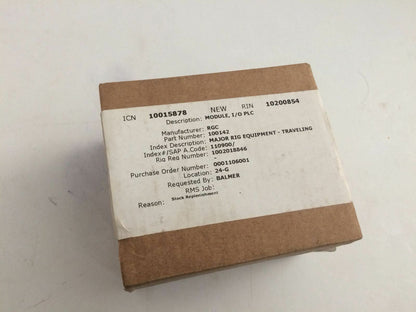 ICN 10015878 NEW RIN 10200854
Description: MODULE, I/O PLC
Manufacturer: RGC
Part Number: 100142
Index Description: MAJOR RIG EQUIPMENT - TRAVELING
Index#/SAP A.Code: 110900/
Rig Req Number: 1002018646
-
Purchase Order Number: 0001106001
Location: 24-G
Requested By: BALMER
RMS Job:
Reason: Stock Replenishment